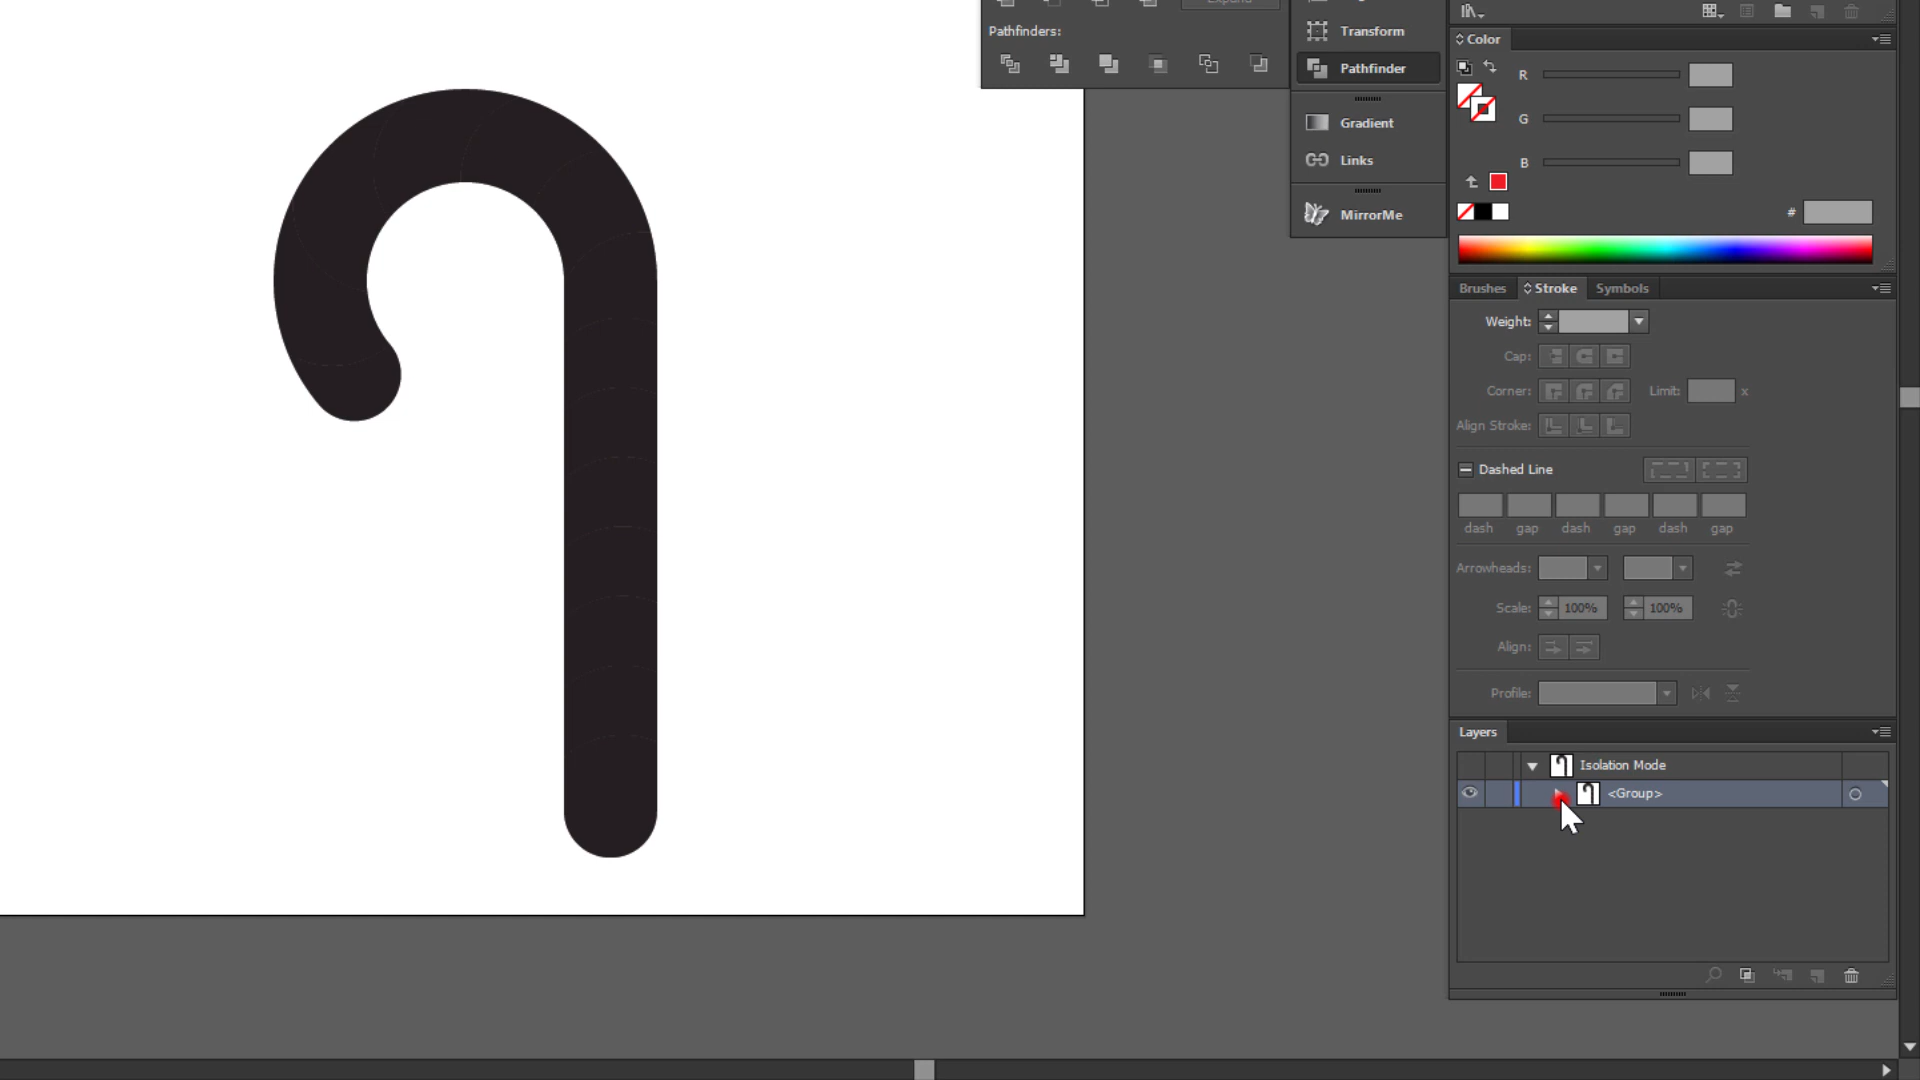 Expand
Pathfinders:
Transform
Pathfinder
Gradient
Links
MirrorMe
Color
R
G
B
#
Brushes
Stroke
Symbols
Weight:
Cap:
Corner:
Limit:
x
Align Stroke:
Dashed Line
dash gap dash gap dash gap
Arrowheads:
Scale:
100%
100%
Align:
Profile:
Layers
Isolation Mode
<Group>